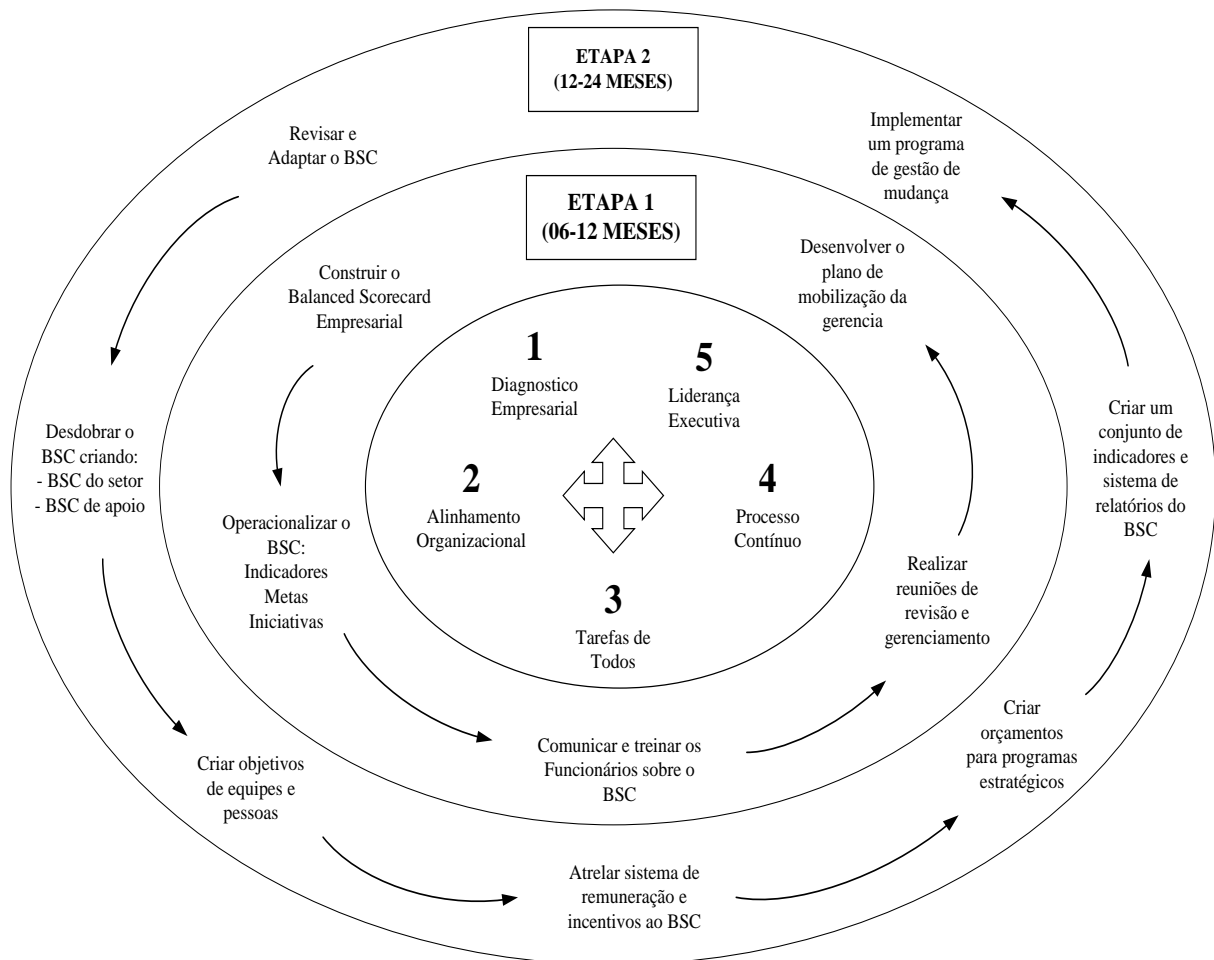 ETAPA 2
(12-24 MESES)
Revisar e
Adaptar o BSC
Desdobrar o
BSC criando:
- BSC do setor
- BSC de apoio
Criar objetivos
de equipes e
pessoas
Atrelar sistema de
remuneração e
incentivos ao BSC
Criar
orçamentos
para programas
estratégicos
Criar um
conjunto de
indicadores e
sistema de
relatórios do
BSC
Implementar
um programa
de gestão de
mudança
ETAPA 1
(06-12 MESES)
Construir o
Balanced Scorecard
Empresarial
Operacionalizar o
BSC:
Indicadores
Metas
Iniciativas
Comunicar e treinar os
Funcionários sobre o
BSC
Realizar
reuniões de
revisão e
gerenciamento
Desenvolver o
plano de
mobilização da
gerencia
1
Diagnostico
Empresarial
2
Alinhamento
Organizacional
3
Tarefas de
Todos
4
Processo
Contínuo
5
Liderança
Executiva